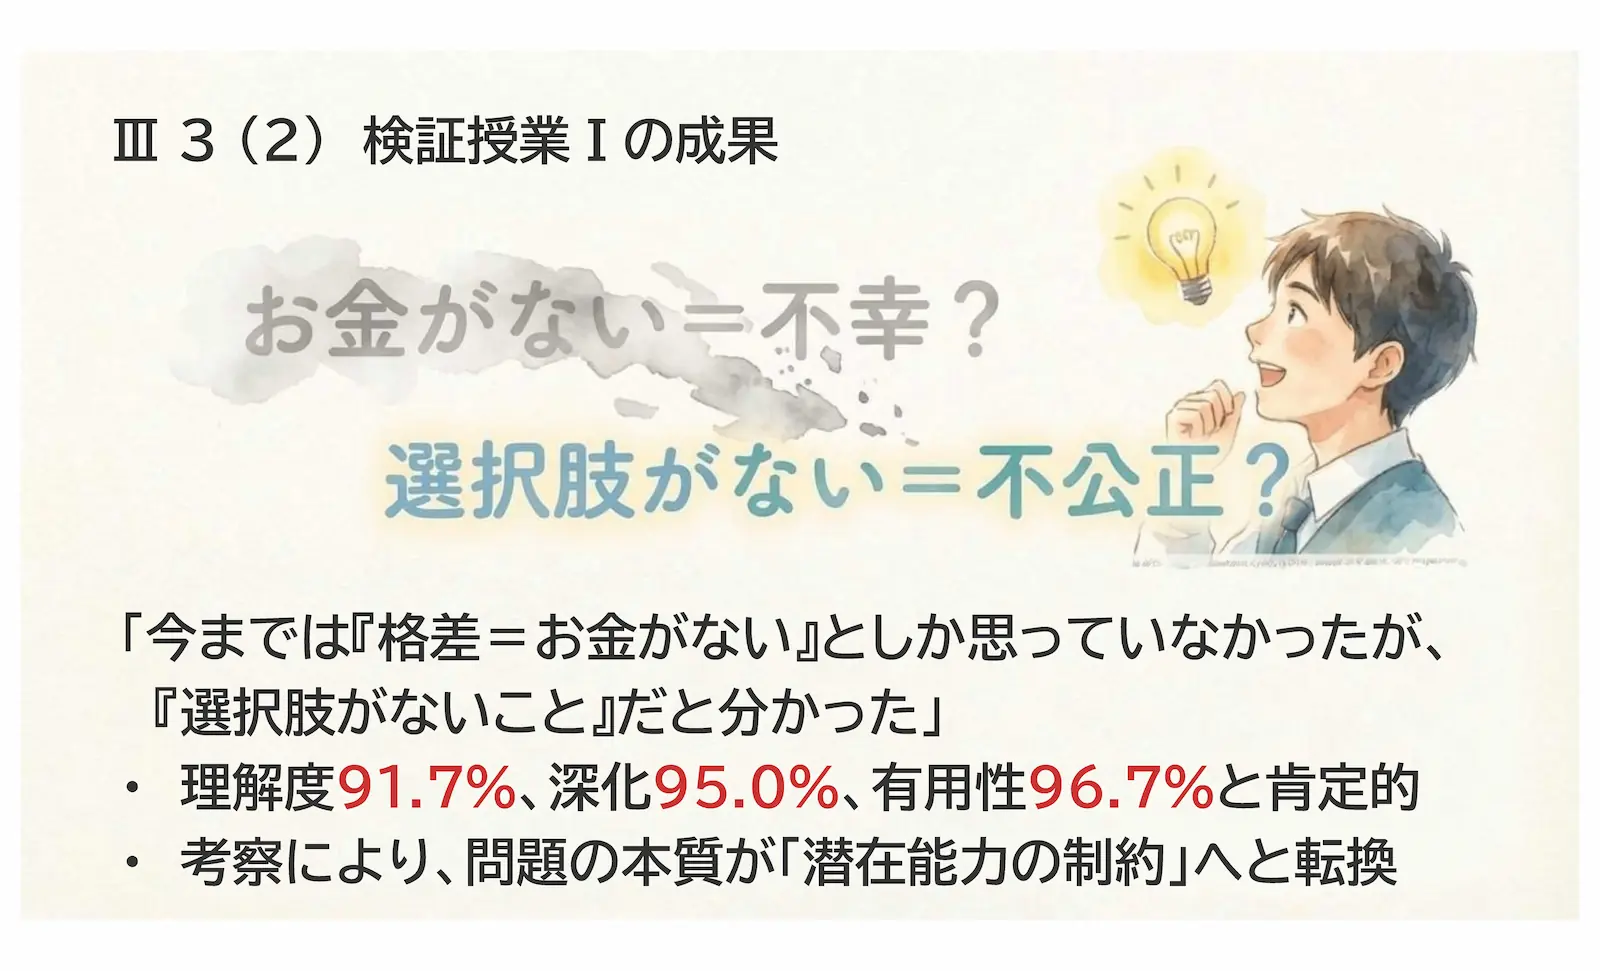 Ⅲ 3（2） 検証授業Ⅰの成果
お金がない＝不幸？
選択肢がない＝不公正？
「今までは『格差＝お金がない』としか思っていなかったが、
『選択肢がないこと』だと分かった」
・ 理解度91.7%、深化95.0%、有用性96.7%と肯定的
・ 考察により、問題の本質が「潜在能力の制約」へと転換